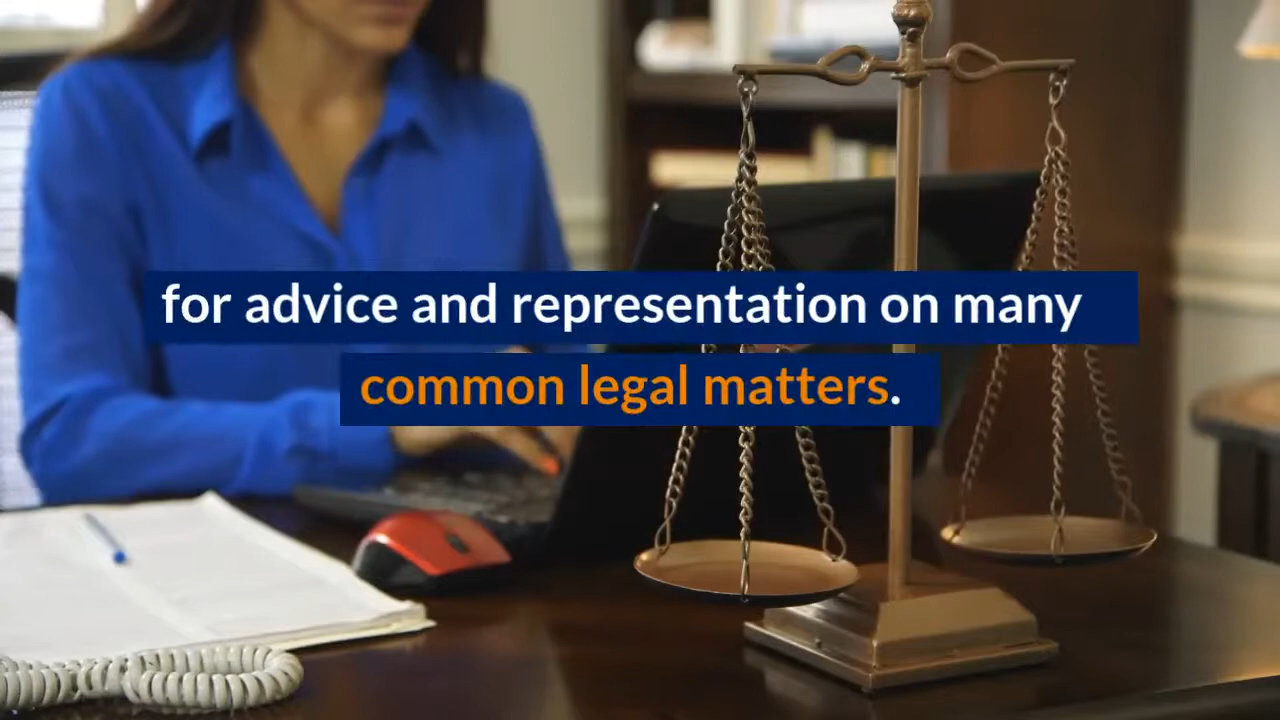 for advice and representation on many
common legal matters.